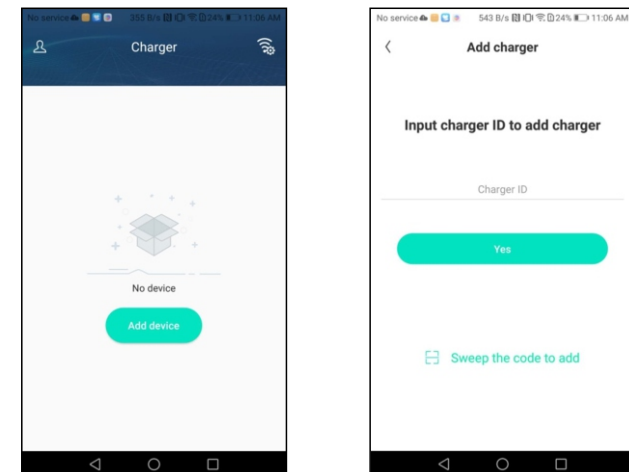 No service 355 B/s 24% 11:06 AM
Charger
No device
Add device
No service 543 B/s 24% 11:06 AM
Add charger
Input charger ID to add charger
Charger ID
Yes
Sweep the code to add